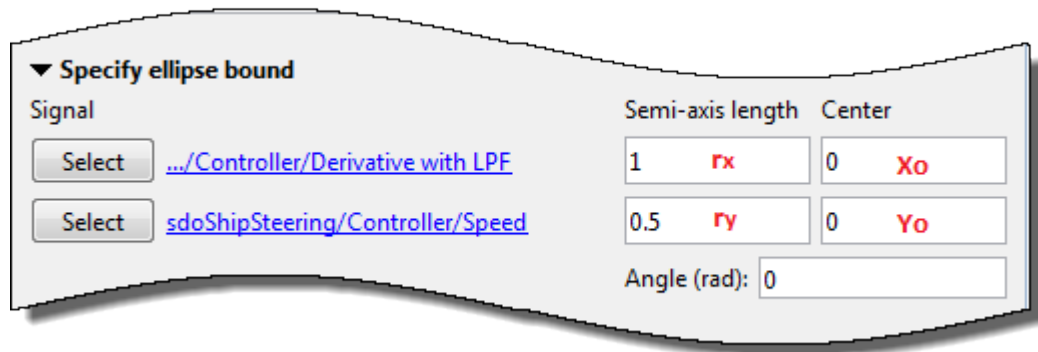 ▼ Specify ellipse bound
Signal Semi-axis length Center
Select .../Controller/Derivative with LPF 1 rx 0 Xo
Select sdoShipSteering/Controller/Speed 0.5 ry 0 Yo
Angle (rad): 0